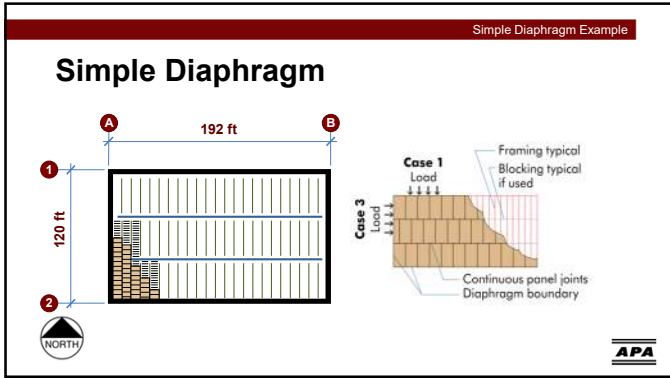 Simple Diaphragm Example
Simple Diaphragm
A
192 ft
B
1
120 ft
2
NORTH
Case 1
Load
Case 3
Load
Framing typical
Blocking typical
if used
Continuous panel joints
Diaphragm boundary
APA